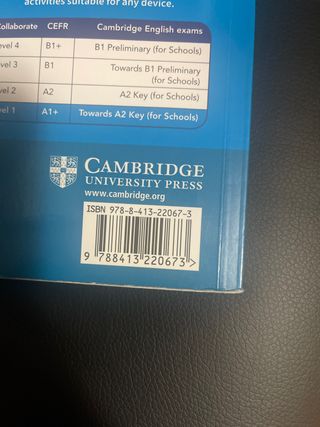 activities suitable for any device.
Collaborate CEFR Cambridge English exams
Level 4 B1+ B1 Preliminary (for Schools)
Level 3 B1 Towards B1 Preliminary
(for Schools)
Level 2 A2 A2 Key (for Schools)
Level 1 A1+ Towards A2 Key (for Schools)
CAMBRIDGE
UNIVERSITY PRESS
www.cambridge.org
ISBN 978-8-413-22067-3
9 788413 220673>